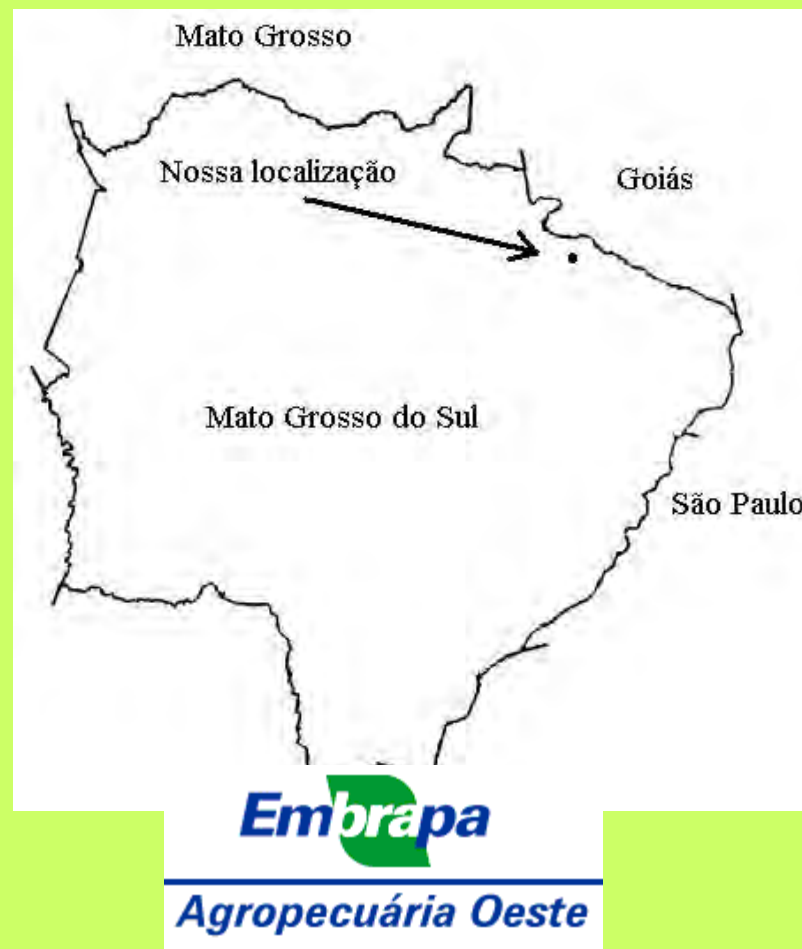 Mato Grosso
Nossa localização
Goiás
Mato Grosso do Sul
São Paulo
Embrapa
Agropecuária Oeste